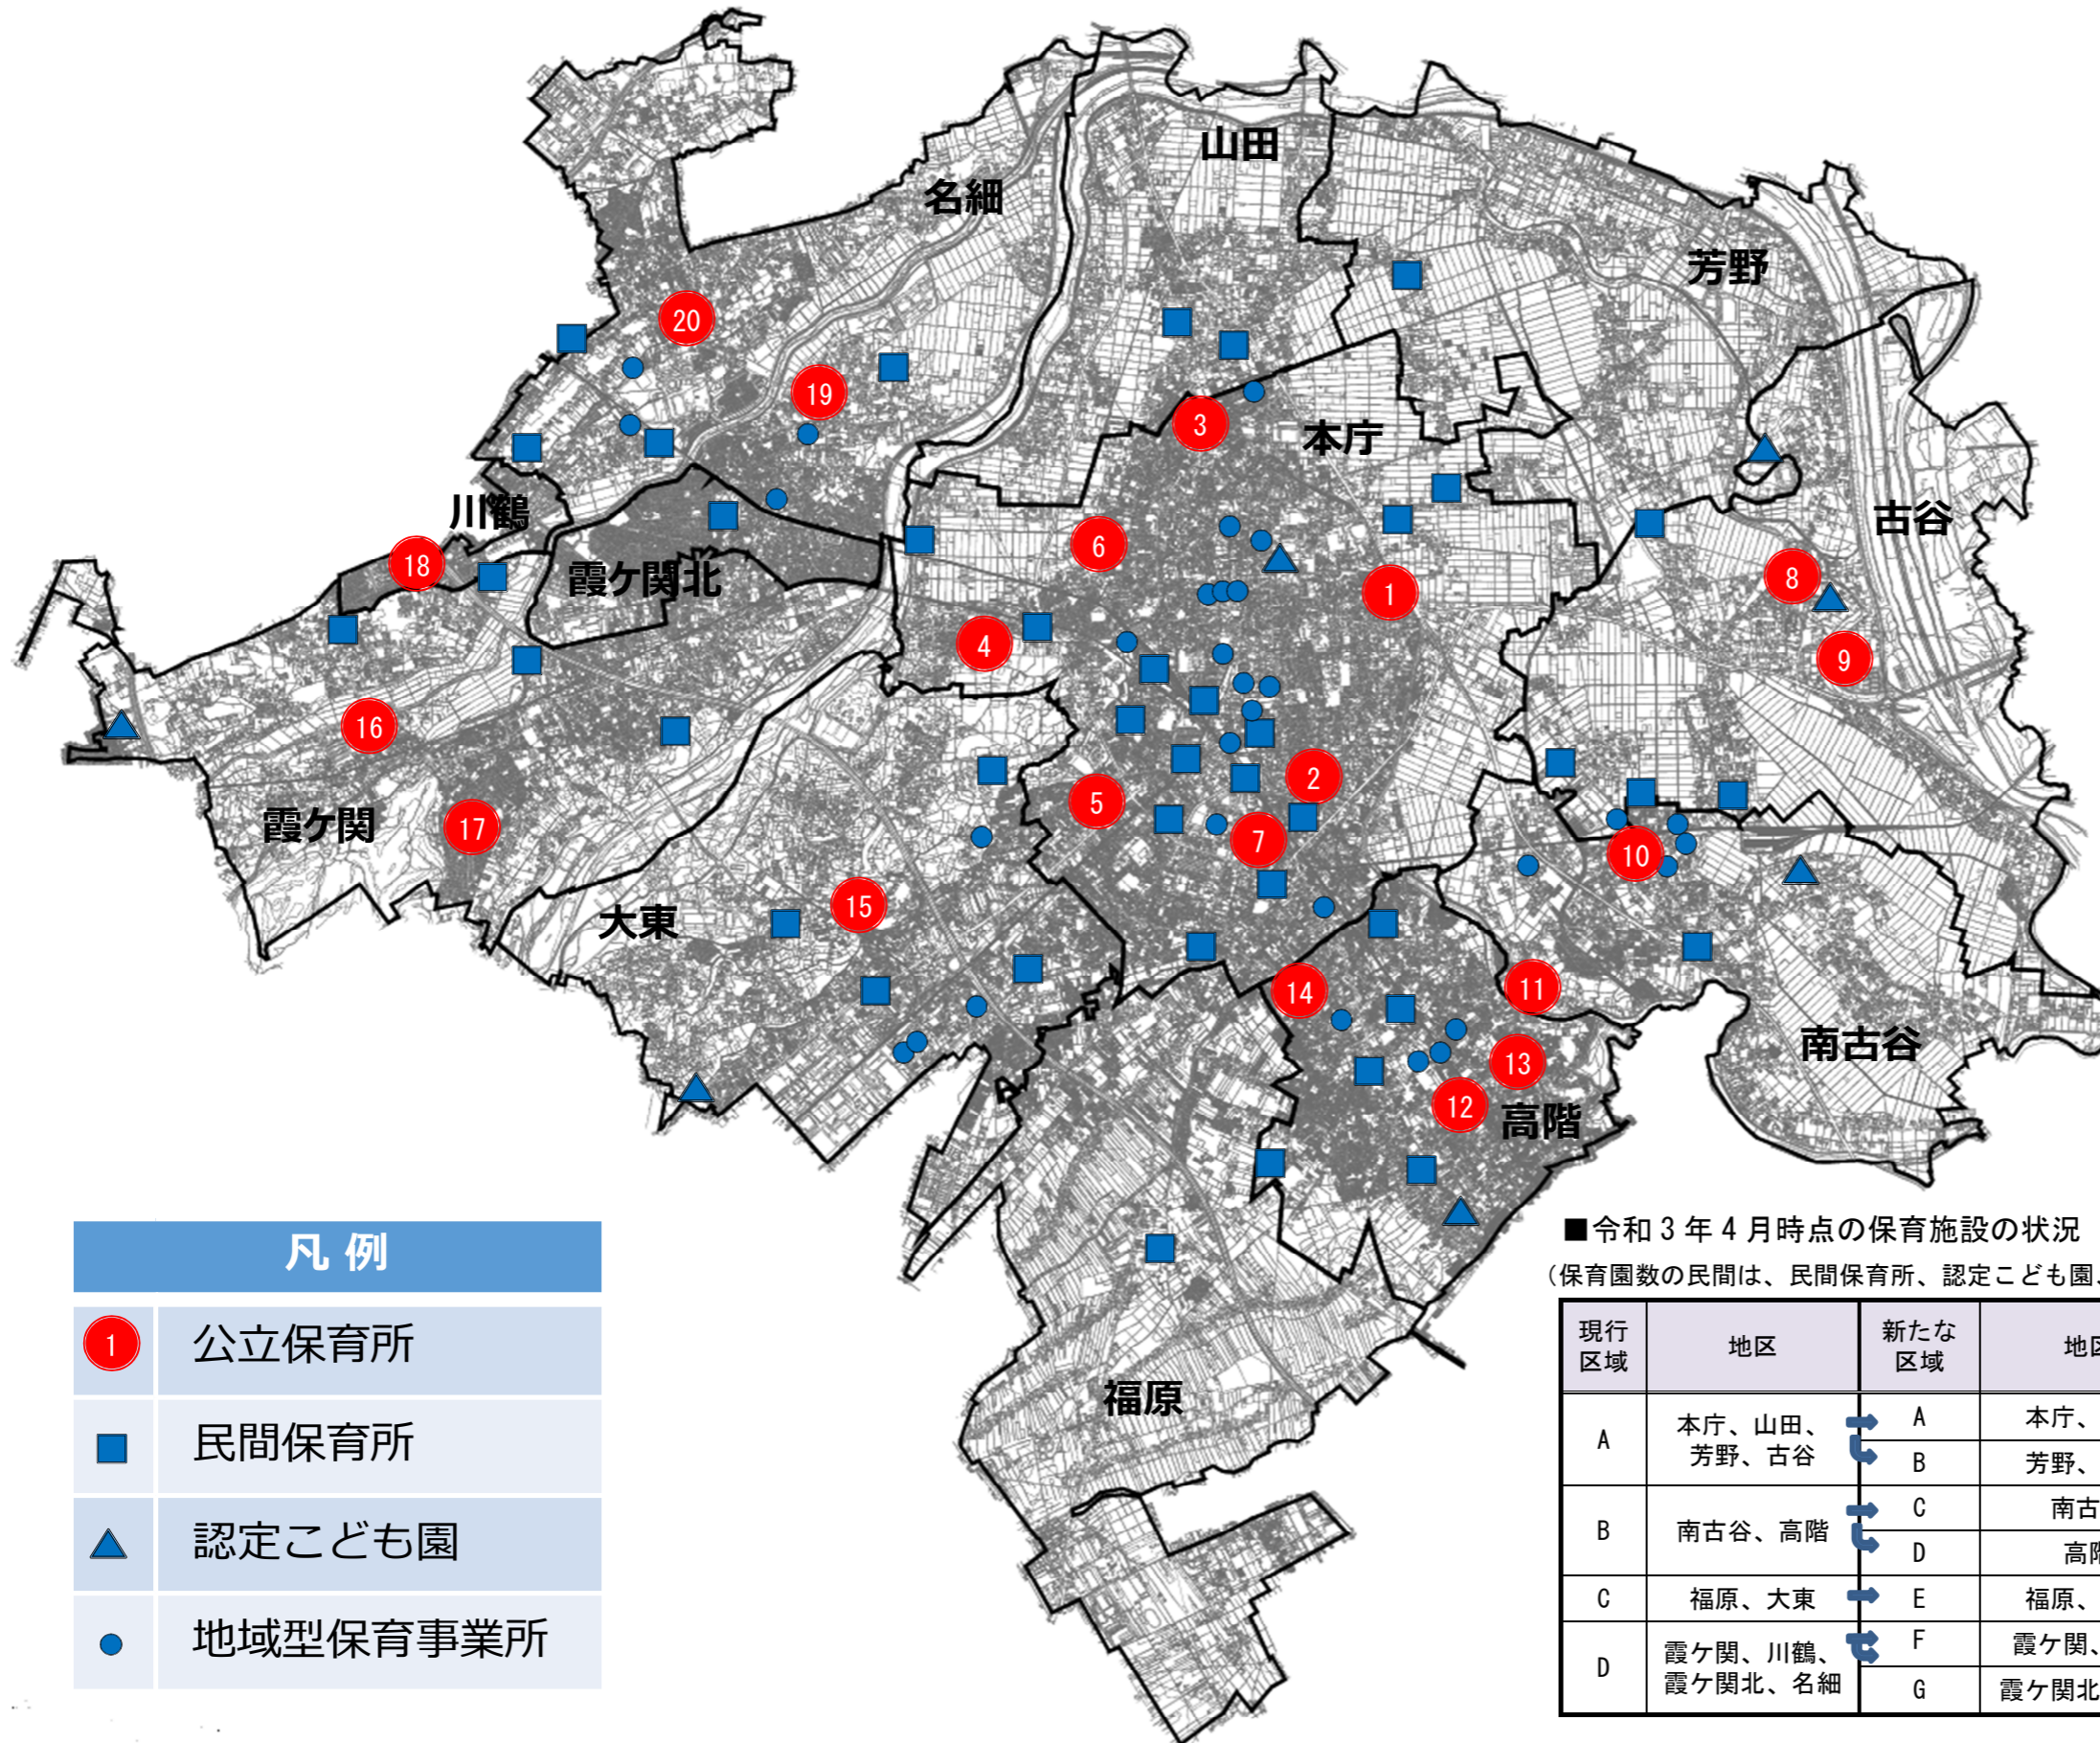 山田
名細
芳野
20
19
3
本庁
川鶴
古谷
18
霞ケ関北
6
1
8
4
9
16
2
5
霞ケ関
17
7
10
15
大東
14
11
南古谷
13
12
高階
福原
凡例
1 公立保育所
民間保育所
認定こども園
地域型保育事業所
■令和3年4月時点の保育施設の状況
（保育園数の民間は、民間保育所、認定こども園、
現行区域 地区 新たな区域
A 本庁、山田、芳野、古谷 A 本庁、
B 芳野、
B 南古谷、高階 C 南古
D 高
C 福原、大東 E 福原、
D 霞ケ関、川鶴、霞ケ関北、名細 F 霞ケ関、
G 霞ケ関北